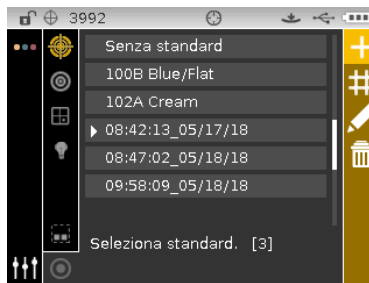 3992
Senza standard
100B Blue/Flat
102A Cream
08:42:13_05/17/18
08:47:02_05/18/18
09:58:09_05/18/18
Seleziona standard. [3]